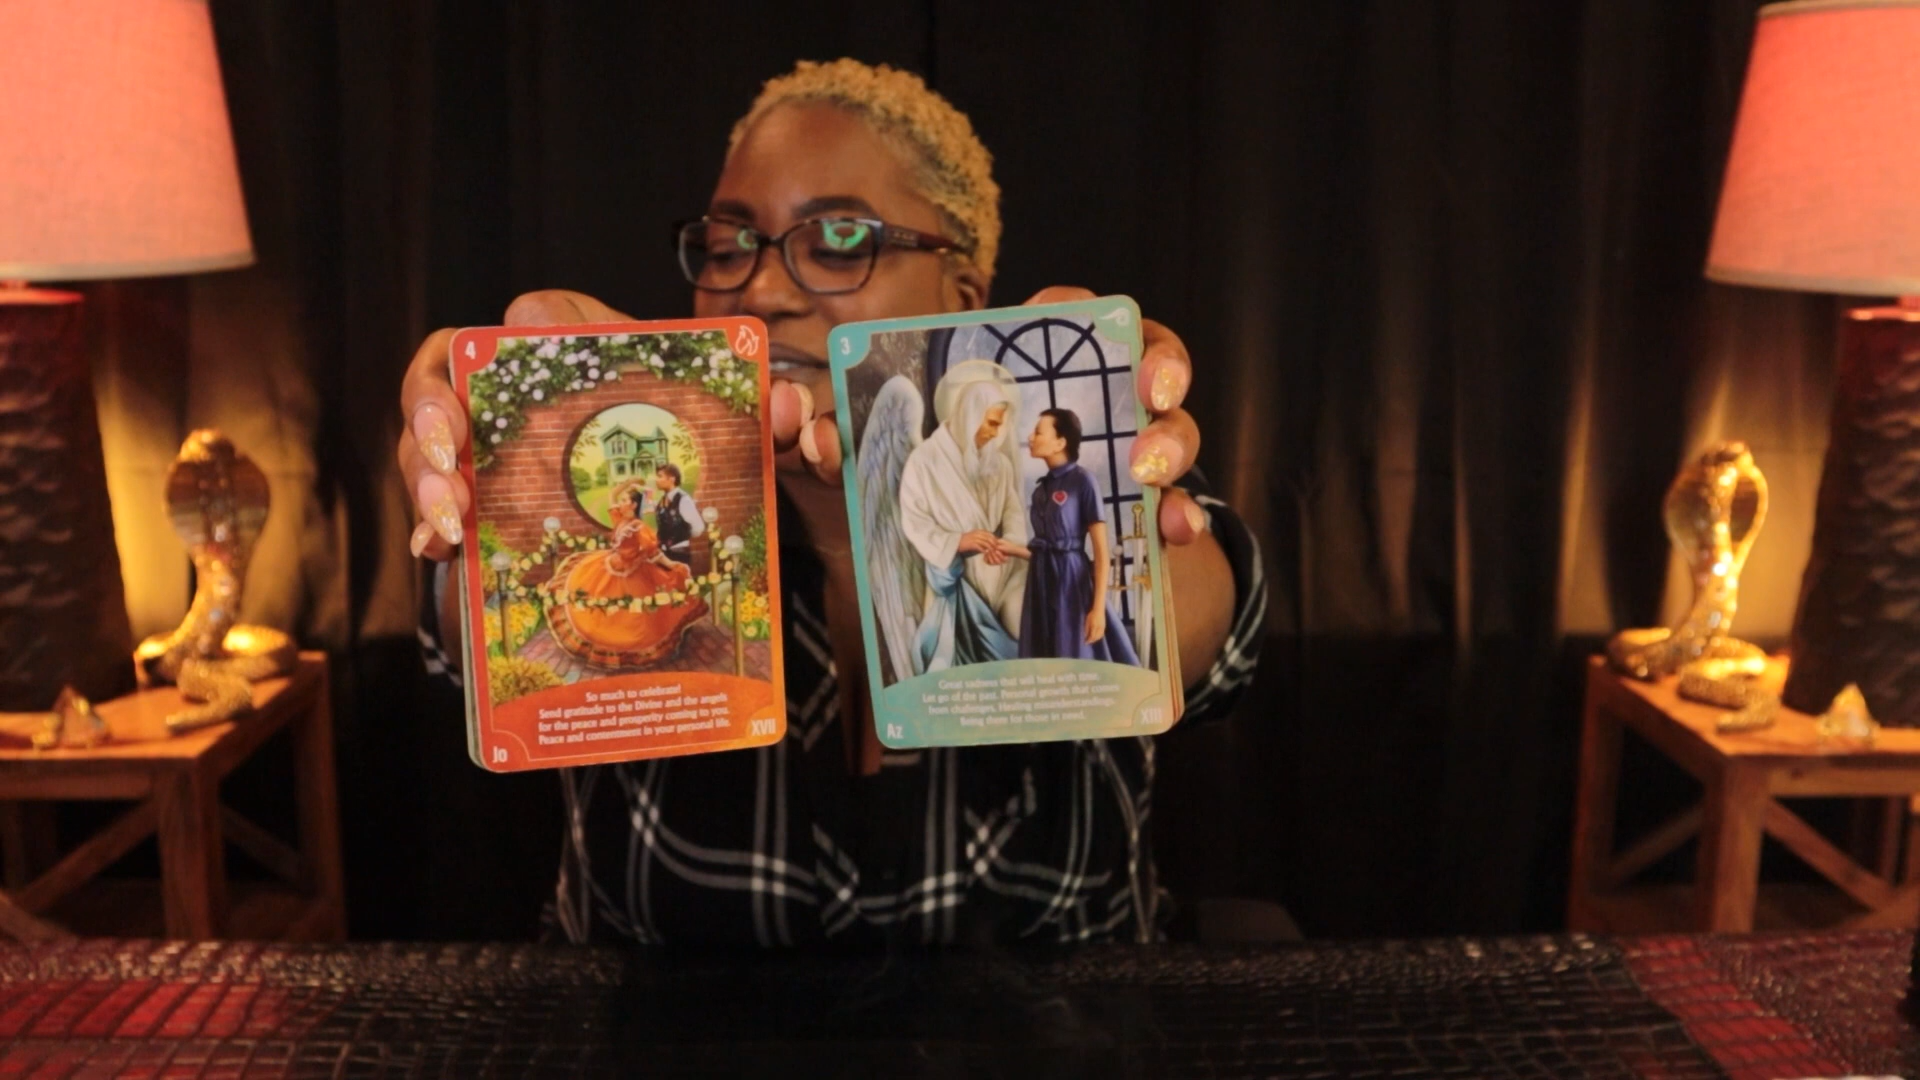 4
So much to celebrate!
Send gratitude to the Divine and the angels
for the peace and prosperity coming to you.
Peace and contentment in your personal life.
Jo
XVII
3
Great sadness that will heal with time.
Let go of the past. Personal growth that comes
from challenges. Healing misunderstandings.
Being there for those in need.
Az
XIII